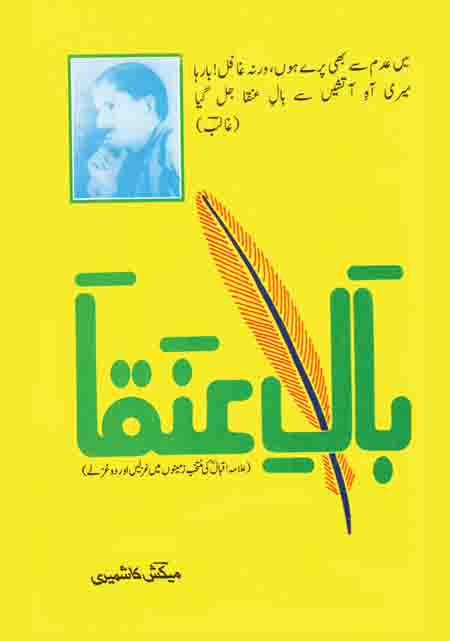 میں عدم سے بھی پرے ہوں، ورنہ غافل! بارہا
میری آہِ آتشیں سے بالِ عنقا جل گیا
(غالبؔ)
بالِ عنقا
(علامہ اقبالؒ کی منتخب زمینوں میں غزلیں اور دو غزلے)
میکشؔ کاشمیری